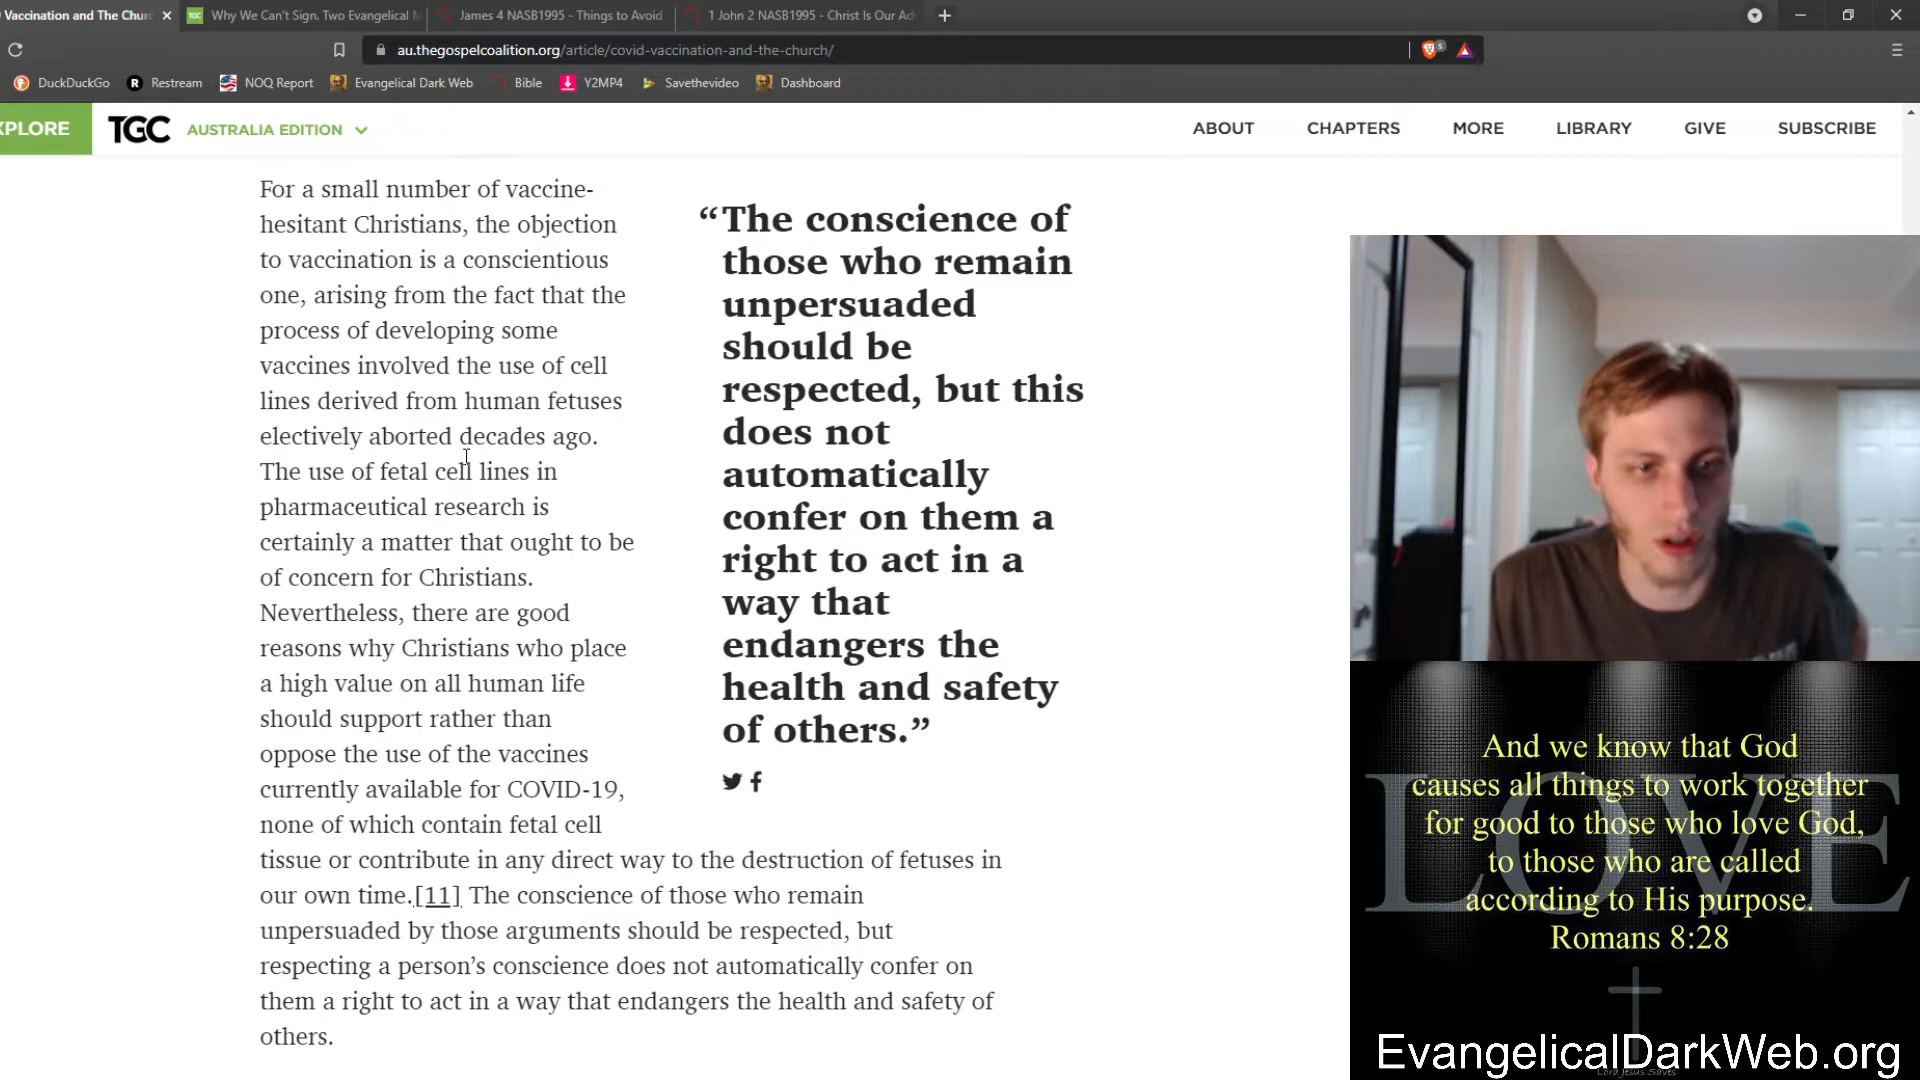 Vaccination and The Churc
Why We Can't Sign. Two Evangelical M
James 4 NASB1995 - Things to Avoid
1 John 2 NASB1995 - Christ Is Our Adv
au.thegospelcoalition.org/article/covid-vaccination-and-the-church/
5
DuckDuckGo
Restream
NOQ Report
Evangelical Dark Web
Bible
Y2MP4
Savethevideo
Dashboard
XPLORE
TGC
AUSTRALIA EDITION
ABOUT
CHAPTERS
MORE
LIBRARY
GIVE
SUBSCRIBE
For a small number of vaccine-
hesitant Christians, the objection
to vaccination is a conscientious
one, arising from the fact that the
process of developing some
vaccines involved the use of cell
lines derived from human fetuses
electively aborted decades ago.
The use of fetal cell lines in
pharmaceutical research is
certainly a matter that ought to be
of concern for Christians.
Nevertheless, there are good
reasons why Christians who place
a high value on all human life
should support rather than
oppose the use of the vaccines
currently available for COVID-19,
none of which contain fetal cell
tissue or contribute in any direct way to the destruction of fetuses in
our own time.[11] The conscience of those who remain
unpersuaded by those arguments should be respected, but
respecting a person’s conscience does not automatically confer on
them a right to act in a way that endangers the health and safety of
others.
“The conscience of
those who remain
unpersuaded
should be
respected, but this
does not
automatically
confer on them a
right to act in a
way that
endangers the
health and safety
of others.”
LOVE
And we know that God
causes all things to work together
for good to those who love God,
to those who are called
according to His purpose.
Romans 8:28
EvangelicalDarkWeb.org
Lord Jesus Saves